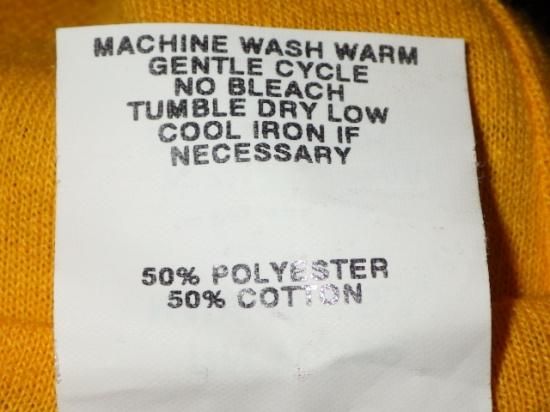 MACHINE WASH WARM
GENTLE CYCLE
NO BLEACH
TUMBLE DRY LOW
COOL IRON IF
NECESSARY
50% POLYESTER
50% COTTON